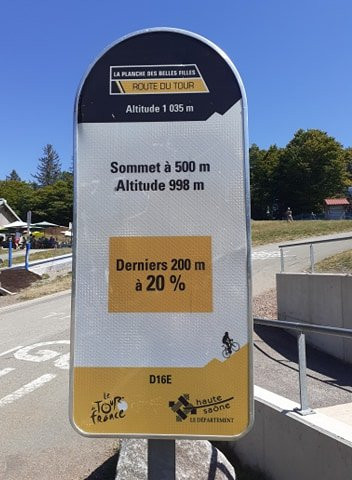 LA PLANCHE DES BELLES FILLES
ROUTE DU TOUR
Altitude 1 035 m
Sommet à 500 m
Altitude 998 m
Derniers 200 m
à 20 %
D16E
le Tour de france
haute saône
LE DÉPARTEMENT